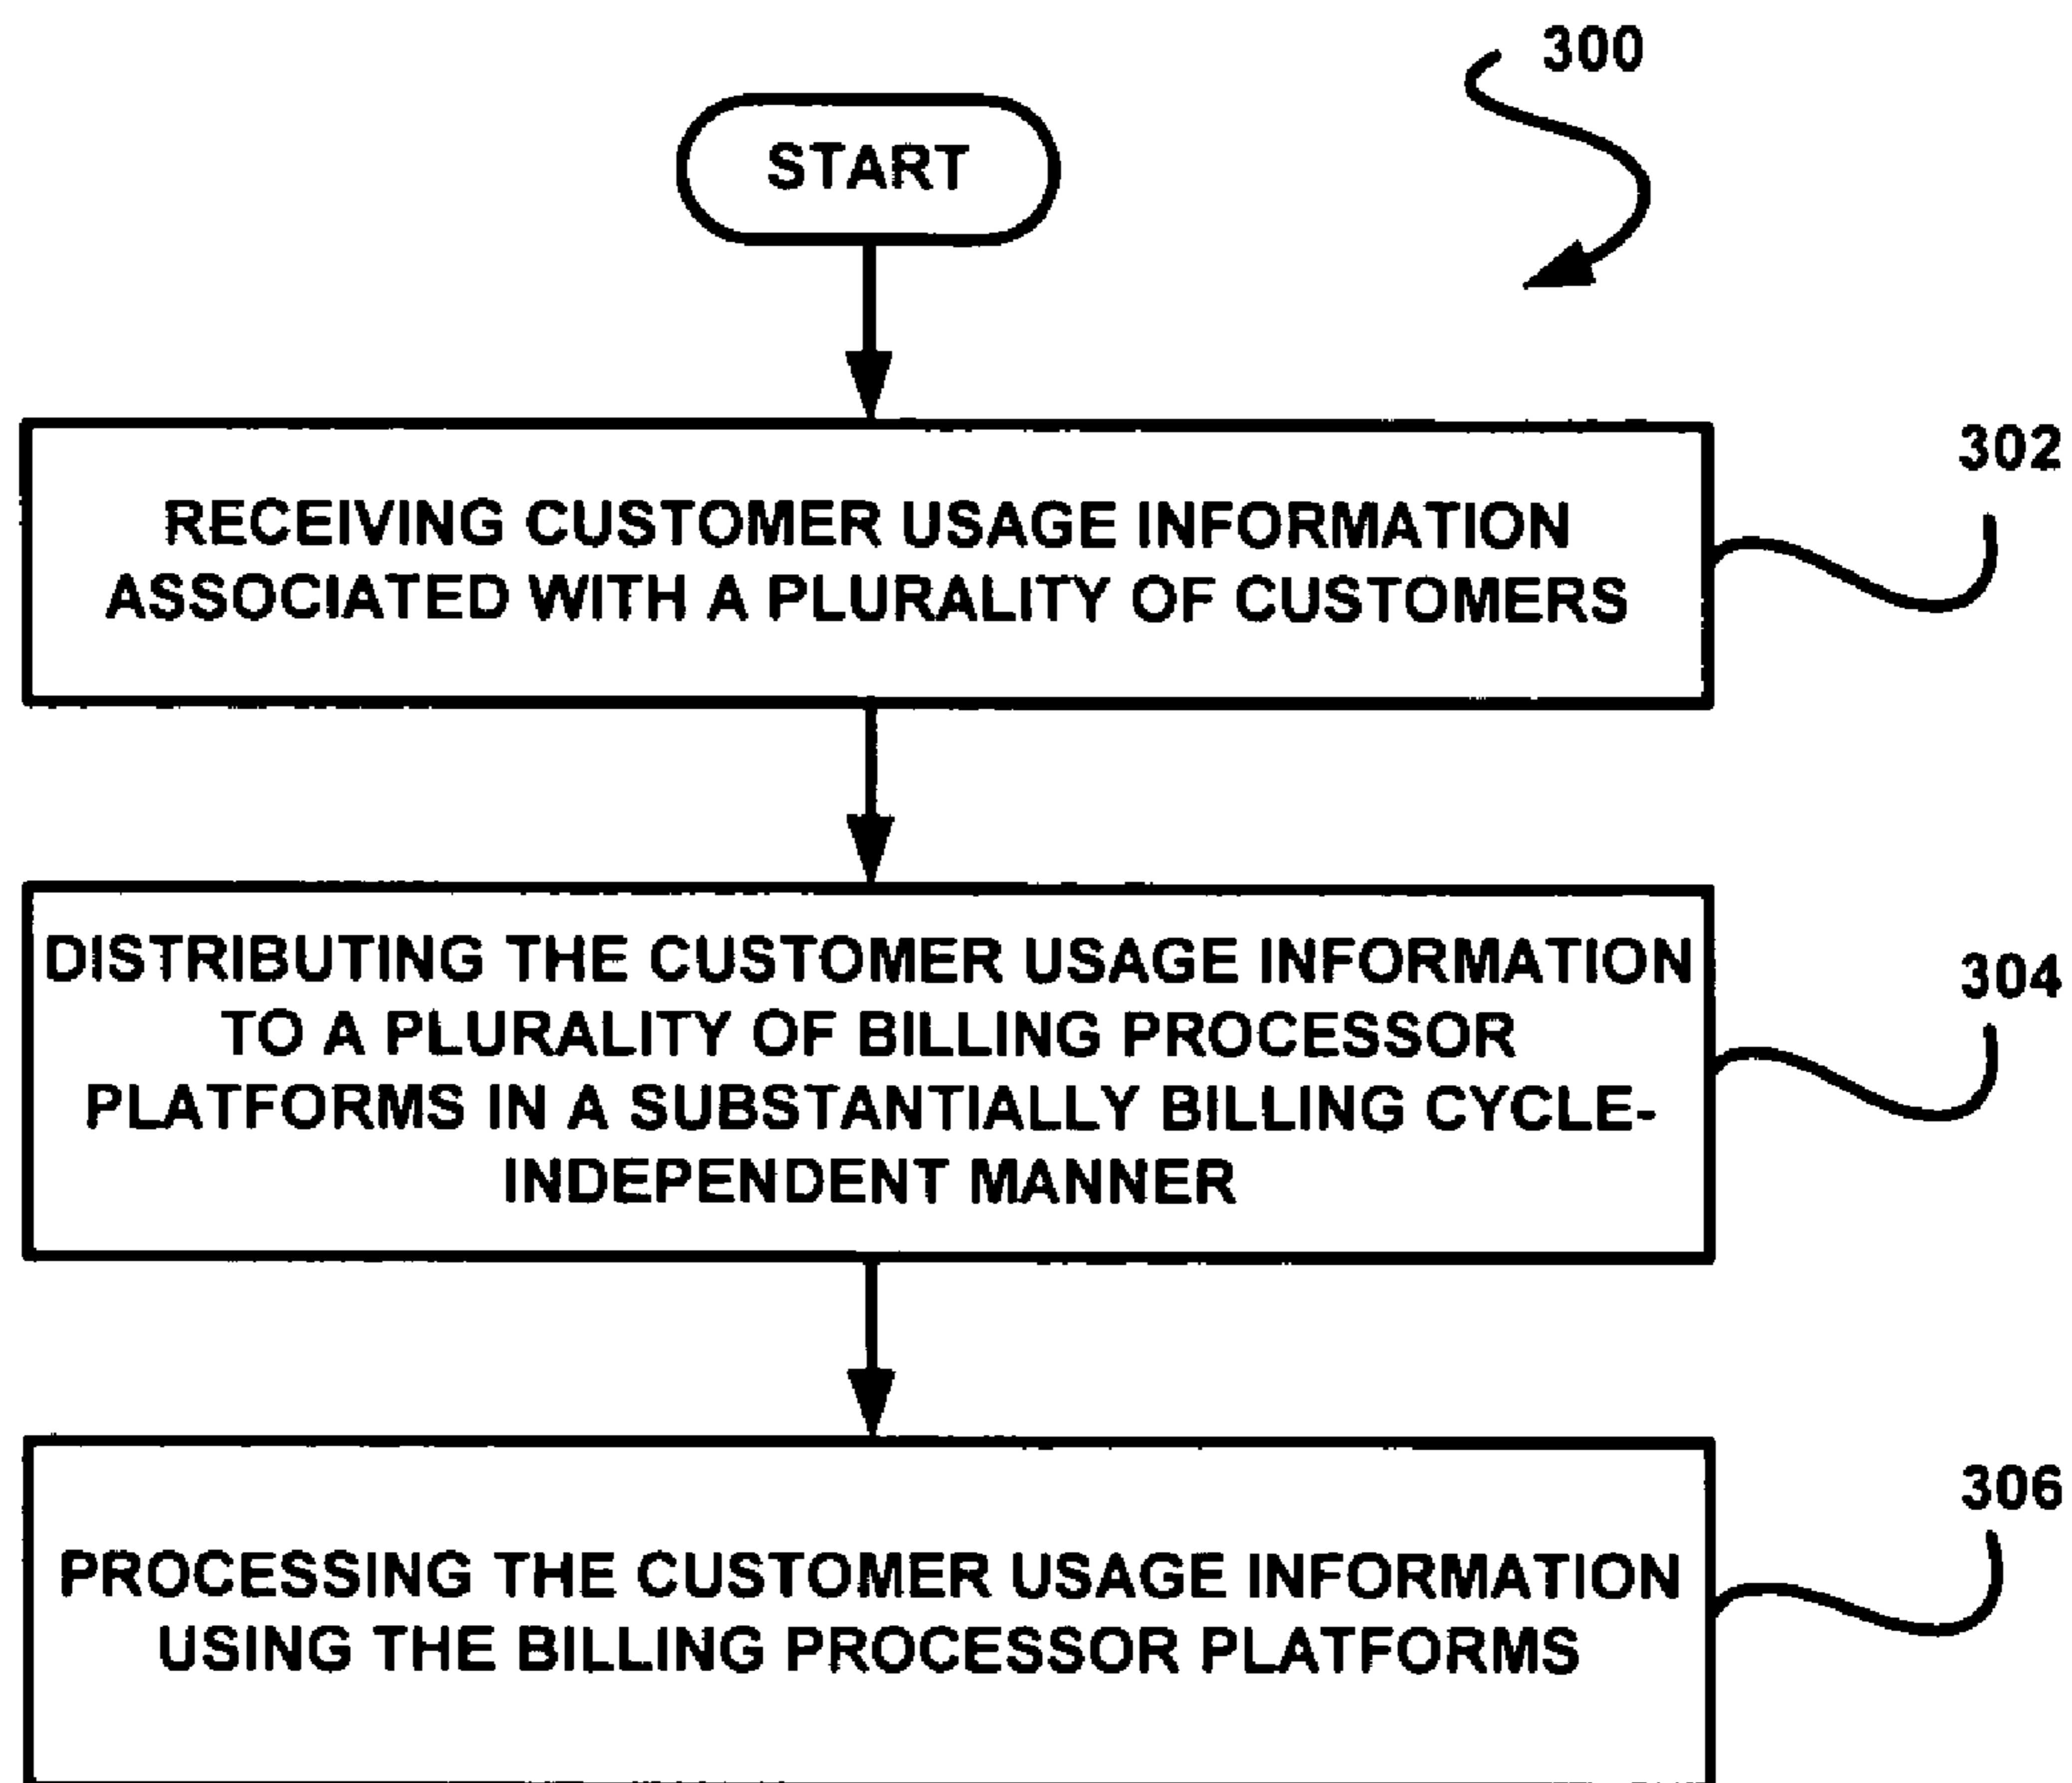 300
START
302
RECEIVING CUSTOMER USAGE INFORMATION
ASSOCIATED WITH A PLURALITY OF CUSTOMERS
304
DISTRIBUTING THE CUSTOMER USAGE INFORMATION
TO A PLURALITY OF BILLING PROCESSOR
PLATFORMS IN A SUBSTANTIALLY BILLING CYCLE-
INDEPENDENT MANNER
306
PROCESSING THE CUSTOMER USAGE INFORMATION
USING THE BILLING PROCESSOR PLATFORMS